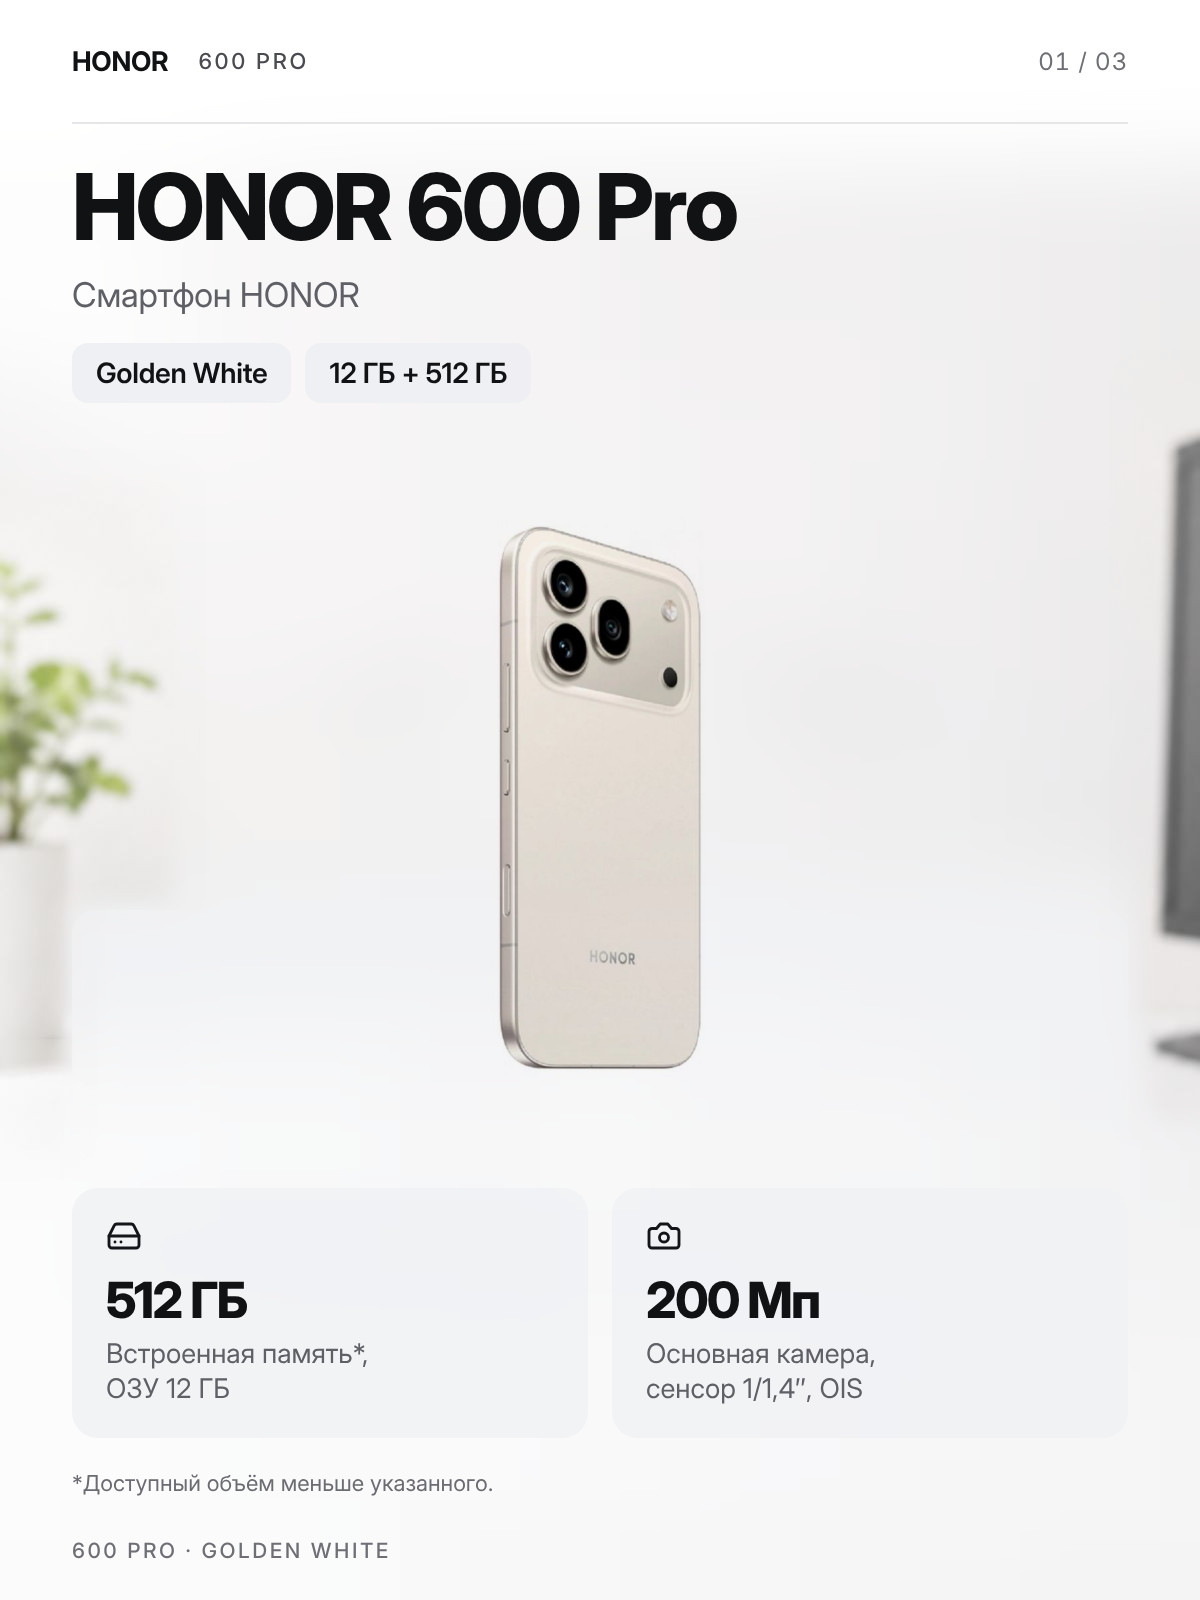 HONOR 600 PRO 01 / 03
HONOR 600 Pro
Смартфон HONOR
Golden White 12 ГБ + 512 ГБ
HONOR
512 ГБ
Встроенная память*,
ОЗУ 12 ГБ
200 Мп
Основная камера,
сенсор 1/1,4″, OIS
*Доступный объём меньше указанного.
600 PRO · GOLDEN WHITE